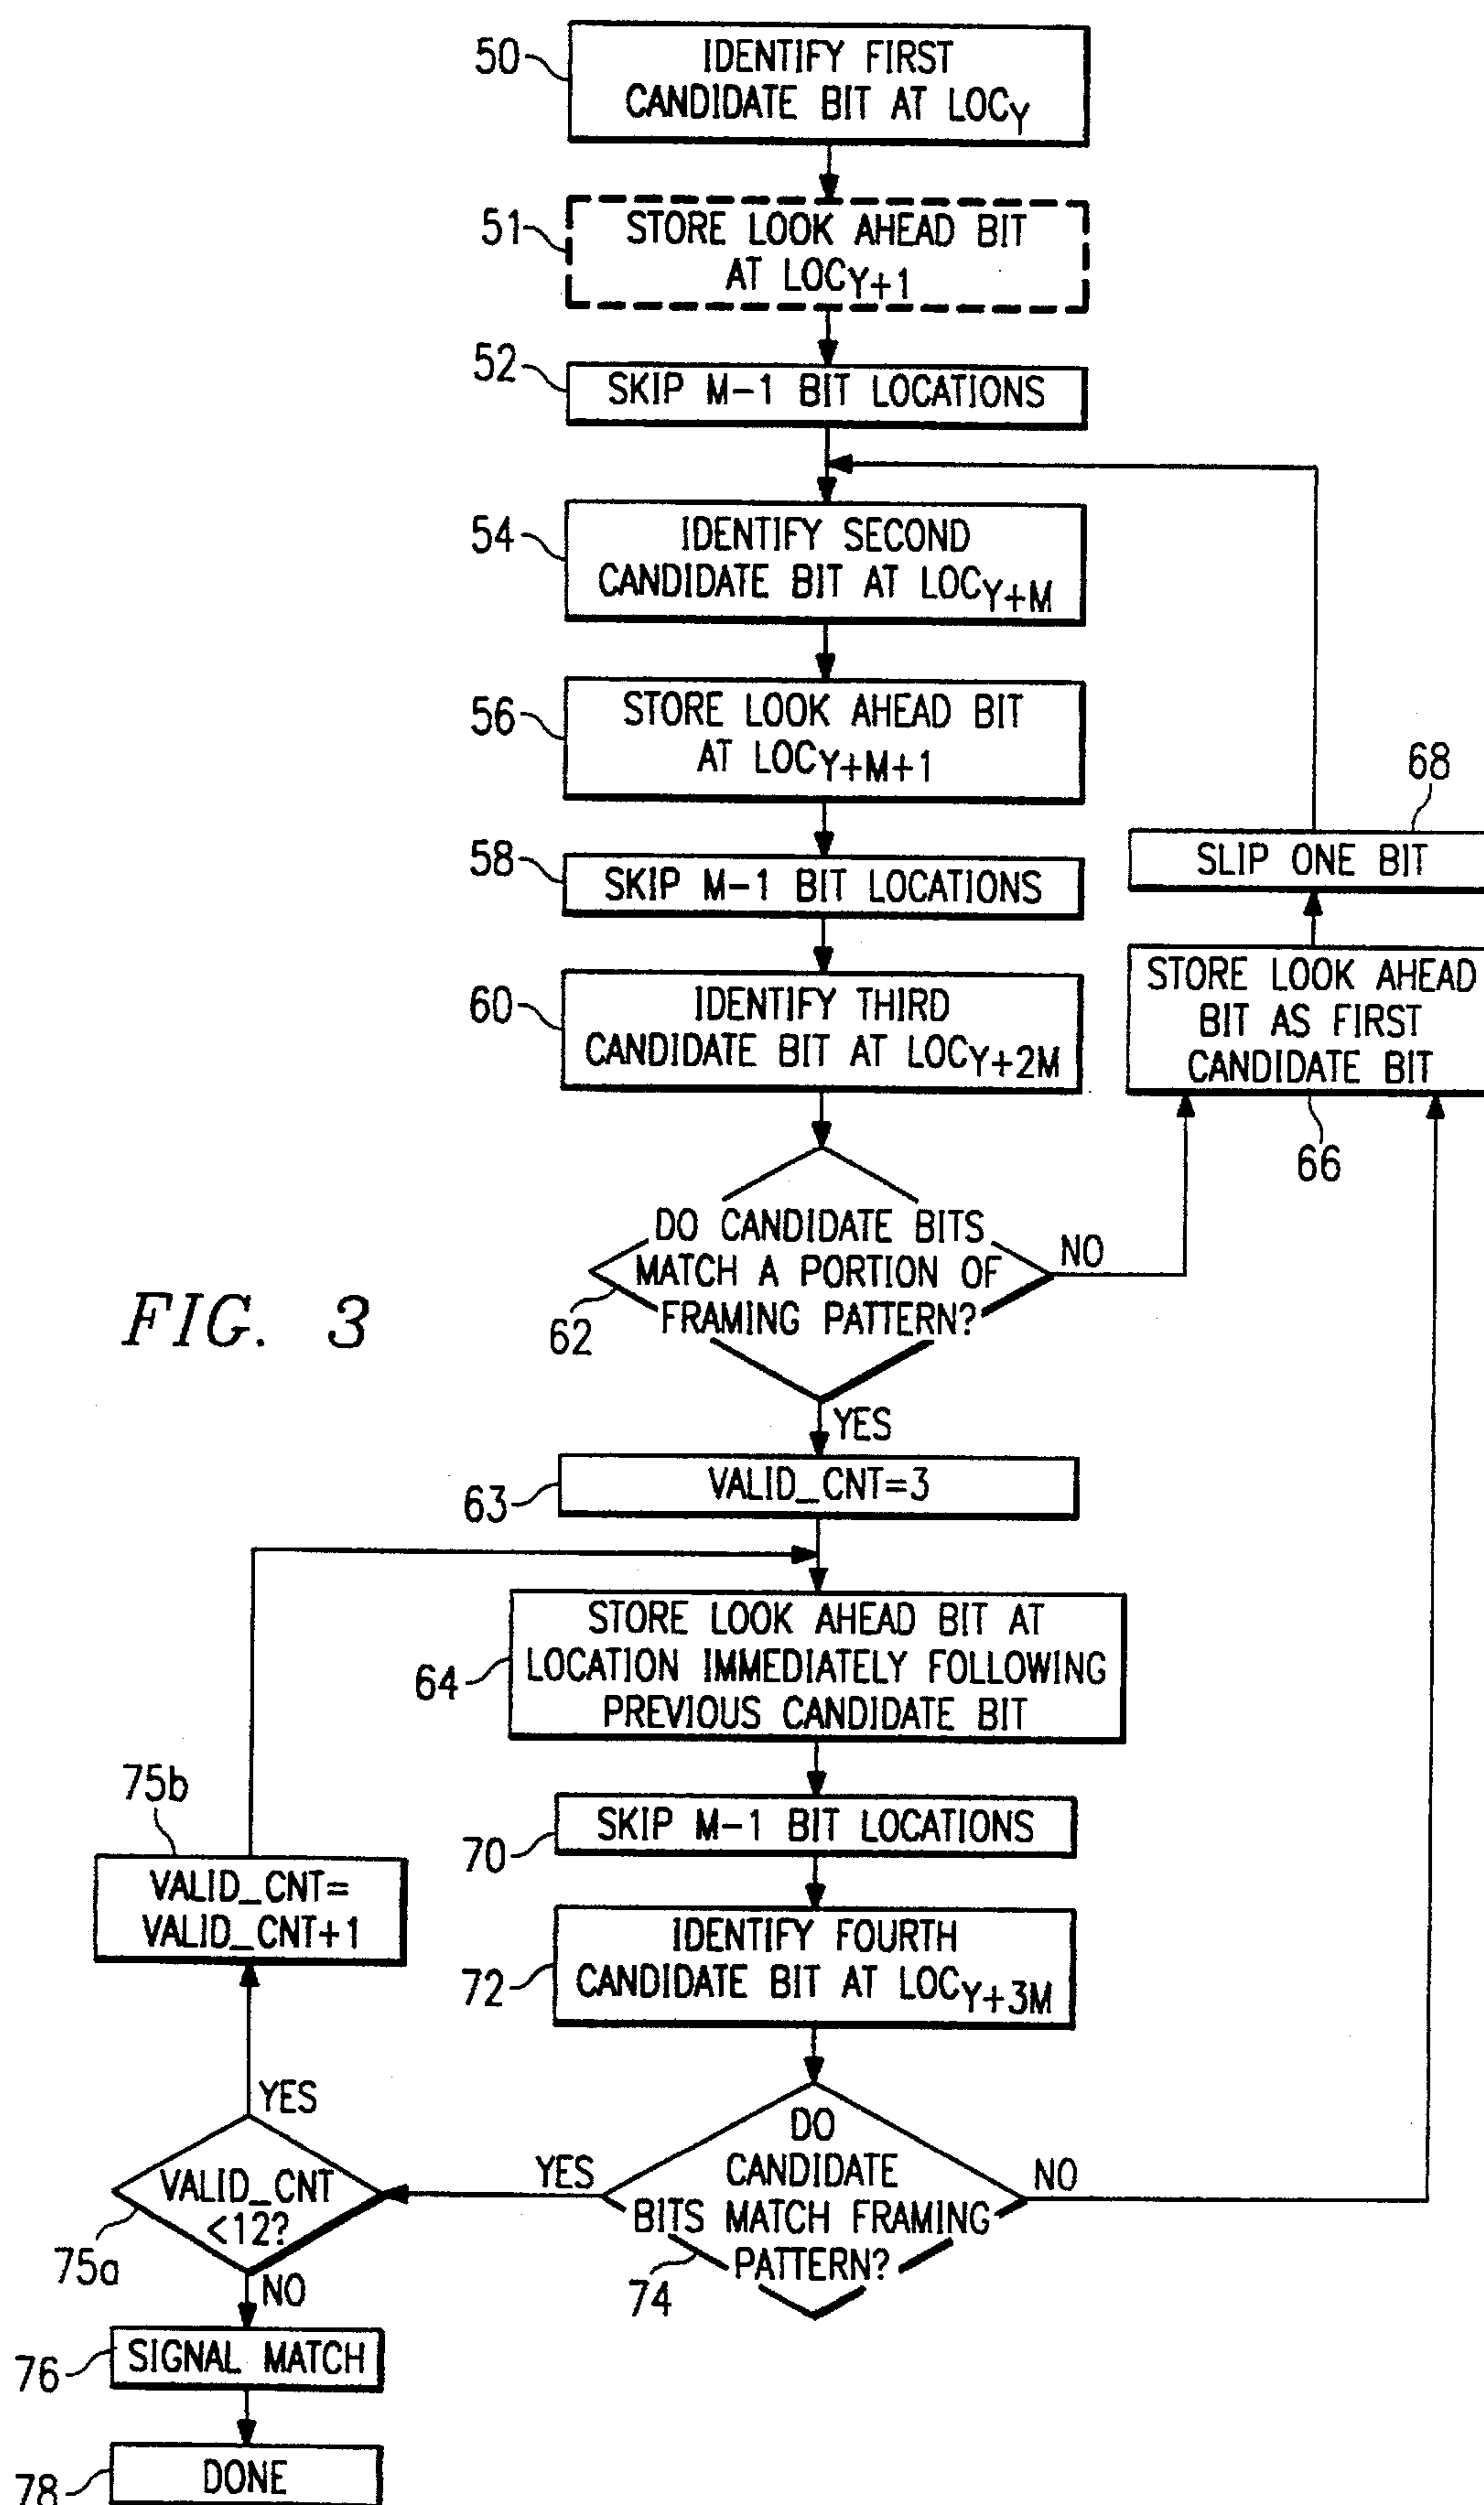 50
IDENTIFY FIRST
CANDIDATE BIT AT LOCY
51
STORE LOOK AHEAD BIT
AT LOCY+1
52
SKIP M-1 BIT LOCATIONS
54
IDENTIFY SECOND
CANDIDATE BIT AT LOCY+M
56
STORE LOOK AHEAD BIT
AT LOCY+M+1
68
58
SKIP M-1 BIT LOCATIONS
SLIP ONE BIT
60
IDENTIFY THIRD
CANDIDATE BIT AT LOCY+2M
STORE LOOK AHEAD
BIT AS FIRST
CANDIDATE BIT
66
DO CANDIDATE BITS
MATCH A PORTION OF
FRAMING PATTERN?
NO
62
FIG. 3
YES
63
VALID_CNT=3
64
STORE LOOK AHEAD BIT AT
LOCATION IMMEDIATELY FOLLOWING
PREVIOUS CANDIDATE BIT
75b
70
SKIP M-1 BIT LOCATIONS
VALID_CNT=
VALID_CNT+1
72
IDENTIFY FOURTH
CANDIDATE BIT AT LOCY+3M
YES
DO
CANDIDATE
BITS MATCH FRAMING
PATTERN?
YES
NO
VALID_CNT
<12?
75a
74
NO
76
SIGNAL MATCH
78
DONE